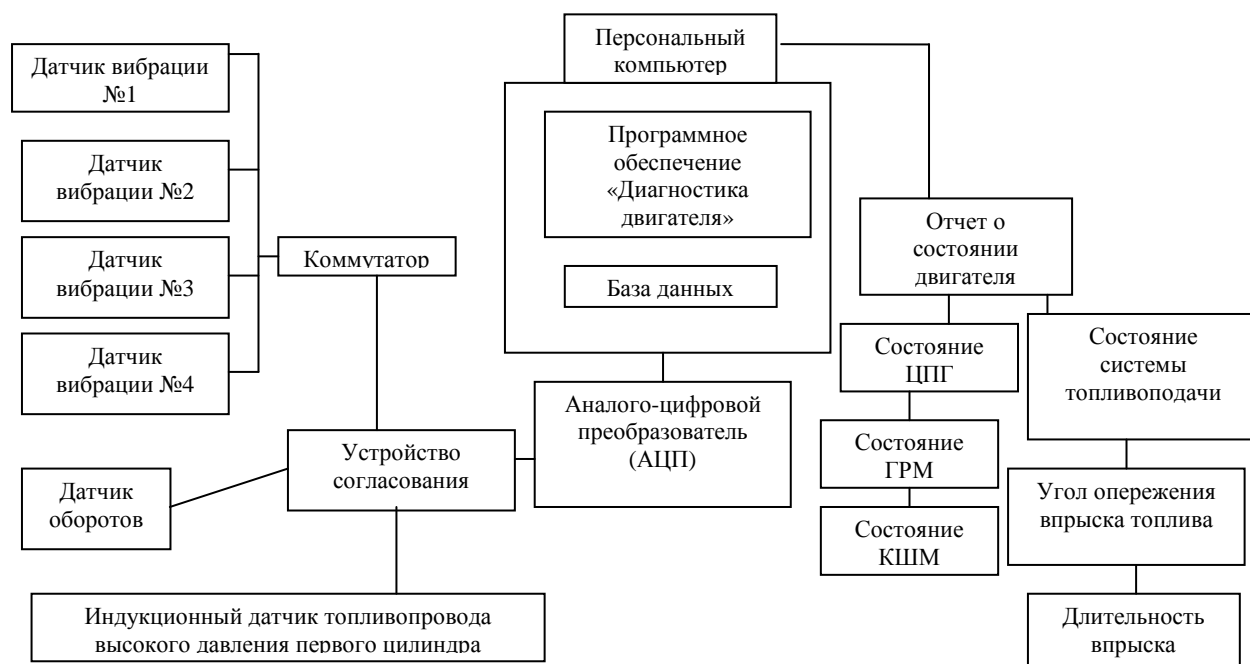 Датчик вибрации
№1
Датчик
вибрации №2
Датчик
вибрации №3
Датчик
вибрации №4
Датчик
оборотов
Коммутатор
Устройство
согласования
Индукционный датчик топливопровода
высокого давления первого цилиндра
Персональный
компьютер
Программное
обеспечение
«Диагностика
двигателя»
База данных
Аналого-цифровой
преобразователь
(АЦП)
Отчет о
состоянии
двигателя
Состояние
ЦПГ
Состояние
ГРМ
Состояние
КШМ
Состояние
системы
топливоподачи
Угол опережения
впрыска топлива
Длительность
впрыска